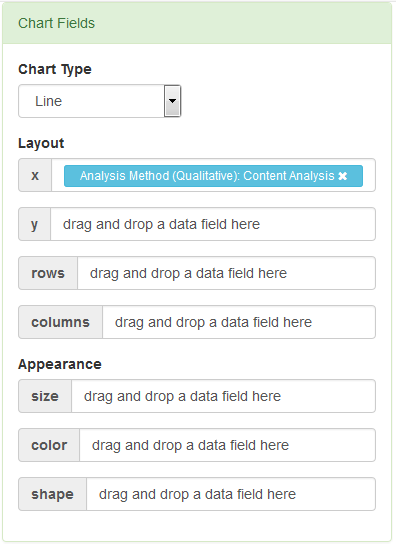 Chart Fields
Chart Type
Line
Layout
x Analysis Method (Qualitative): Content Analysis ✖
y drag and drop a data field here
rows drag and drop a data field here
columns drag and drop a data field here
Appearance
size drag and drop a data field here
color drag and drop a data field here
shape drag and drop a data field here